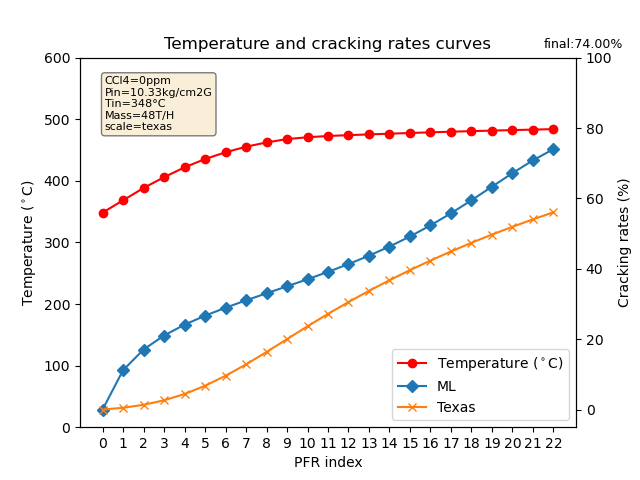 Temperature and cracking rates curves
final:74.00%
CCl4=0ppm
Pin=10.33kg/cm2G
Tin=348°C
Mass=48T/H
scale=texas
600
500
400
300
200
100
0
Temperature (°C)
100
80
60
40
20
0
Cracking rates (%)
Temperature (°C)
ML
Texas
0 1 2 3 4 5 6 7 8 9 10 11 12 13 14 15 16 17 18 19 20 21 22
PFR index